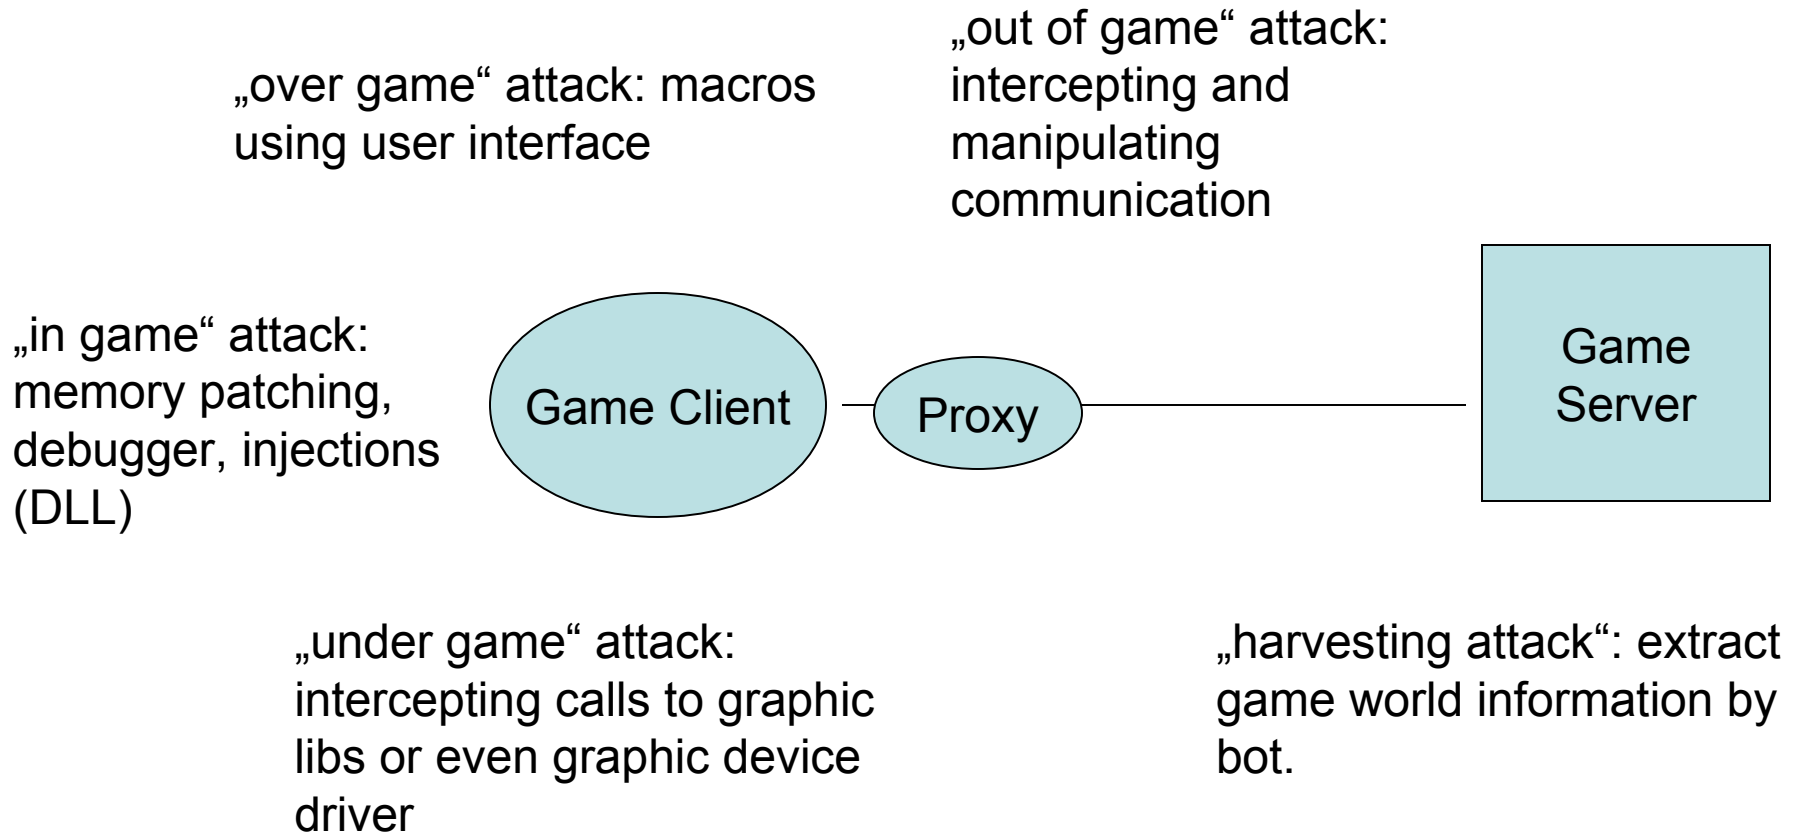 „out of game“ attack:
intercepting and
manipulating
communication
„over game“ attack: macros
using user interface
„in game“ attack:
memory patching,
debugger, injections
(DLL)
Game Client
Proxy
Game
Server
„under game“ attack:
intercepting calls to graphic
libs or even graphic device
driver
„harvesting attack“: extract
game world information by
bot.